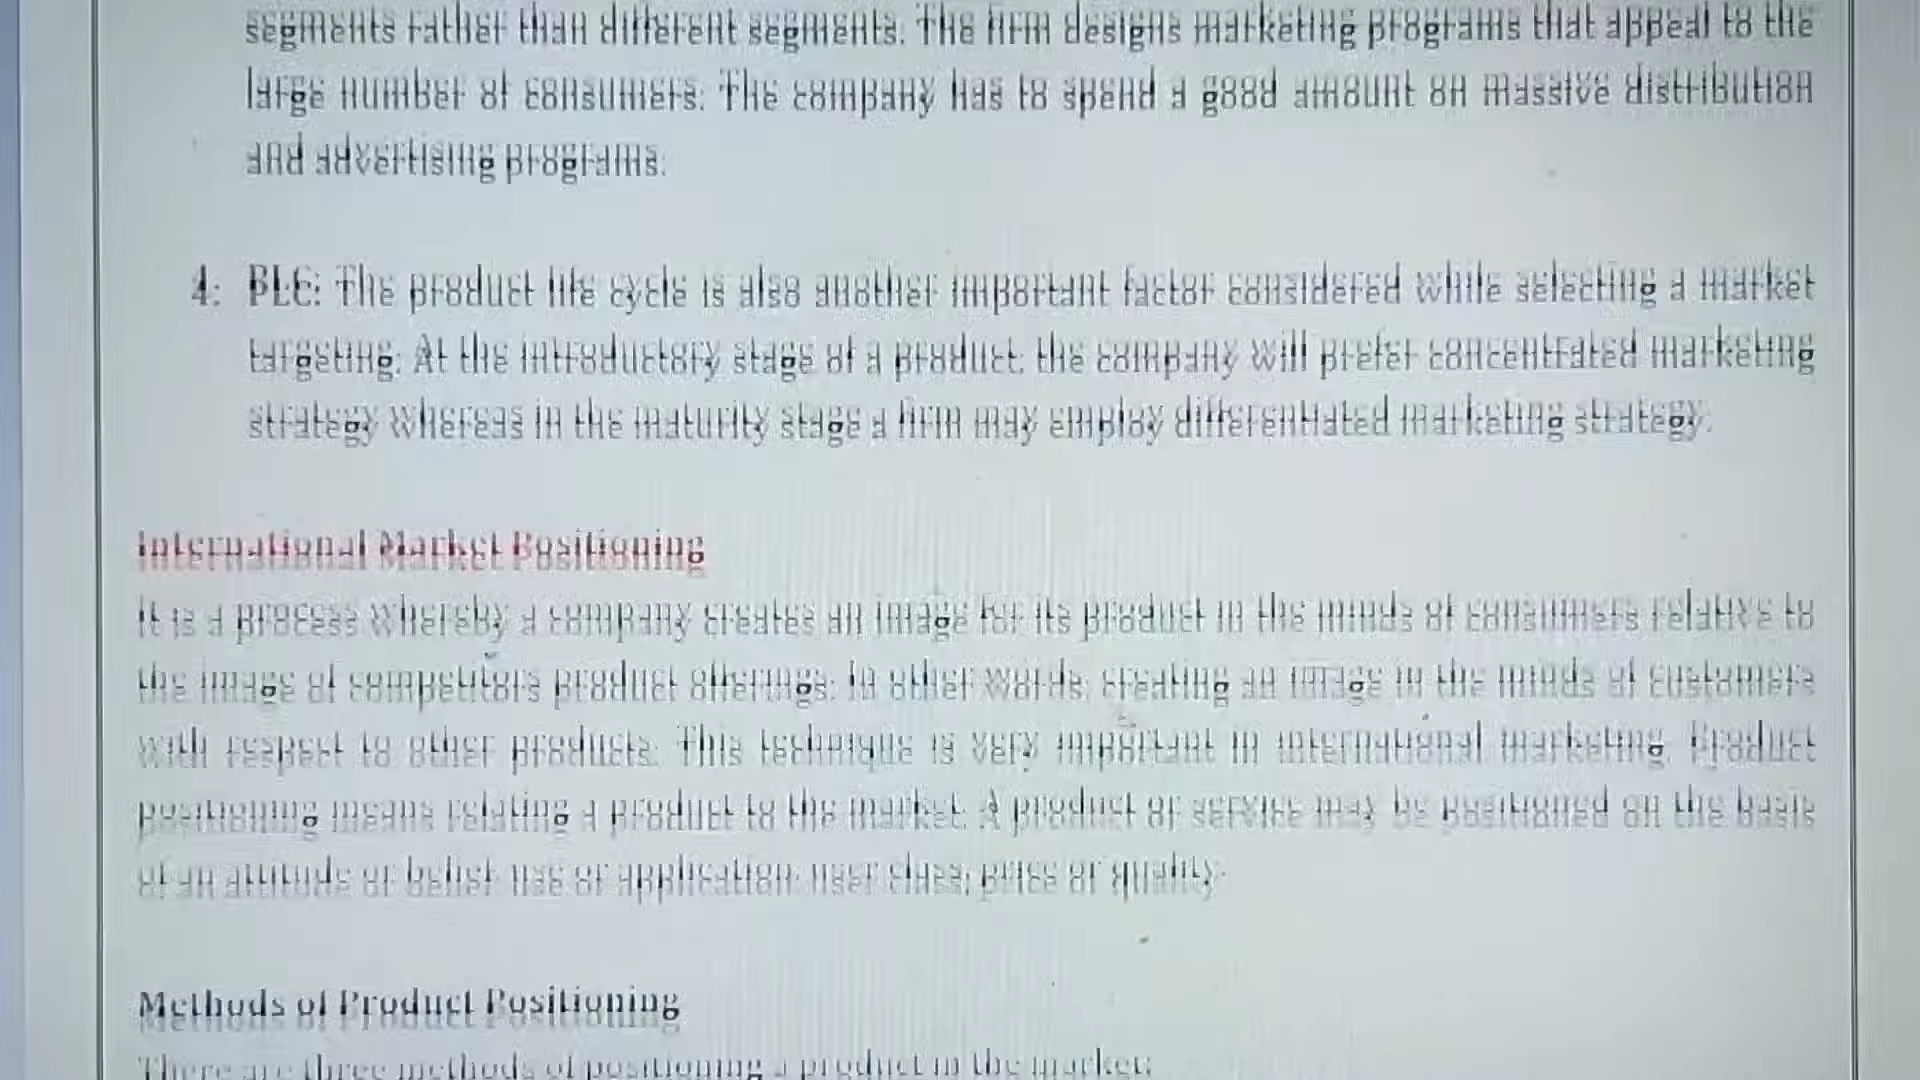 segments rather than different segments. The firm designs marketing programs that appeal to the
large number of consumers. The company has to spend a good amount on massive distribution
and advertising programs.
4. PLC: The product life cycle is also another important factor considered while selecting a market
targeting. At the introductory stage of a product, the company will prefer concentrated marketing
strategy whereas in the maturity stage a firm may employ differentiated marketing strategy.
International Market Positioning
It is a process whereby a company creates an image for its product in the minds of consumers relative to
the image of competitors product offerings. In other words, creating an image in the minds of customers
with respect to other products. This technique is very important in international marketing. Product
positioning means relating a product to the market. A product or service may be positioned on the basis
of an attitude or belief, use or application, user class, price or quality.
Methods of Product Positioning
There are three methods of positioning a product in the market: